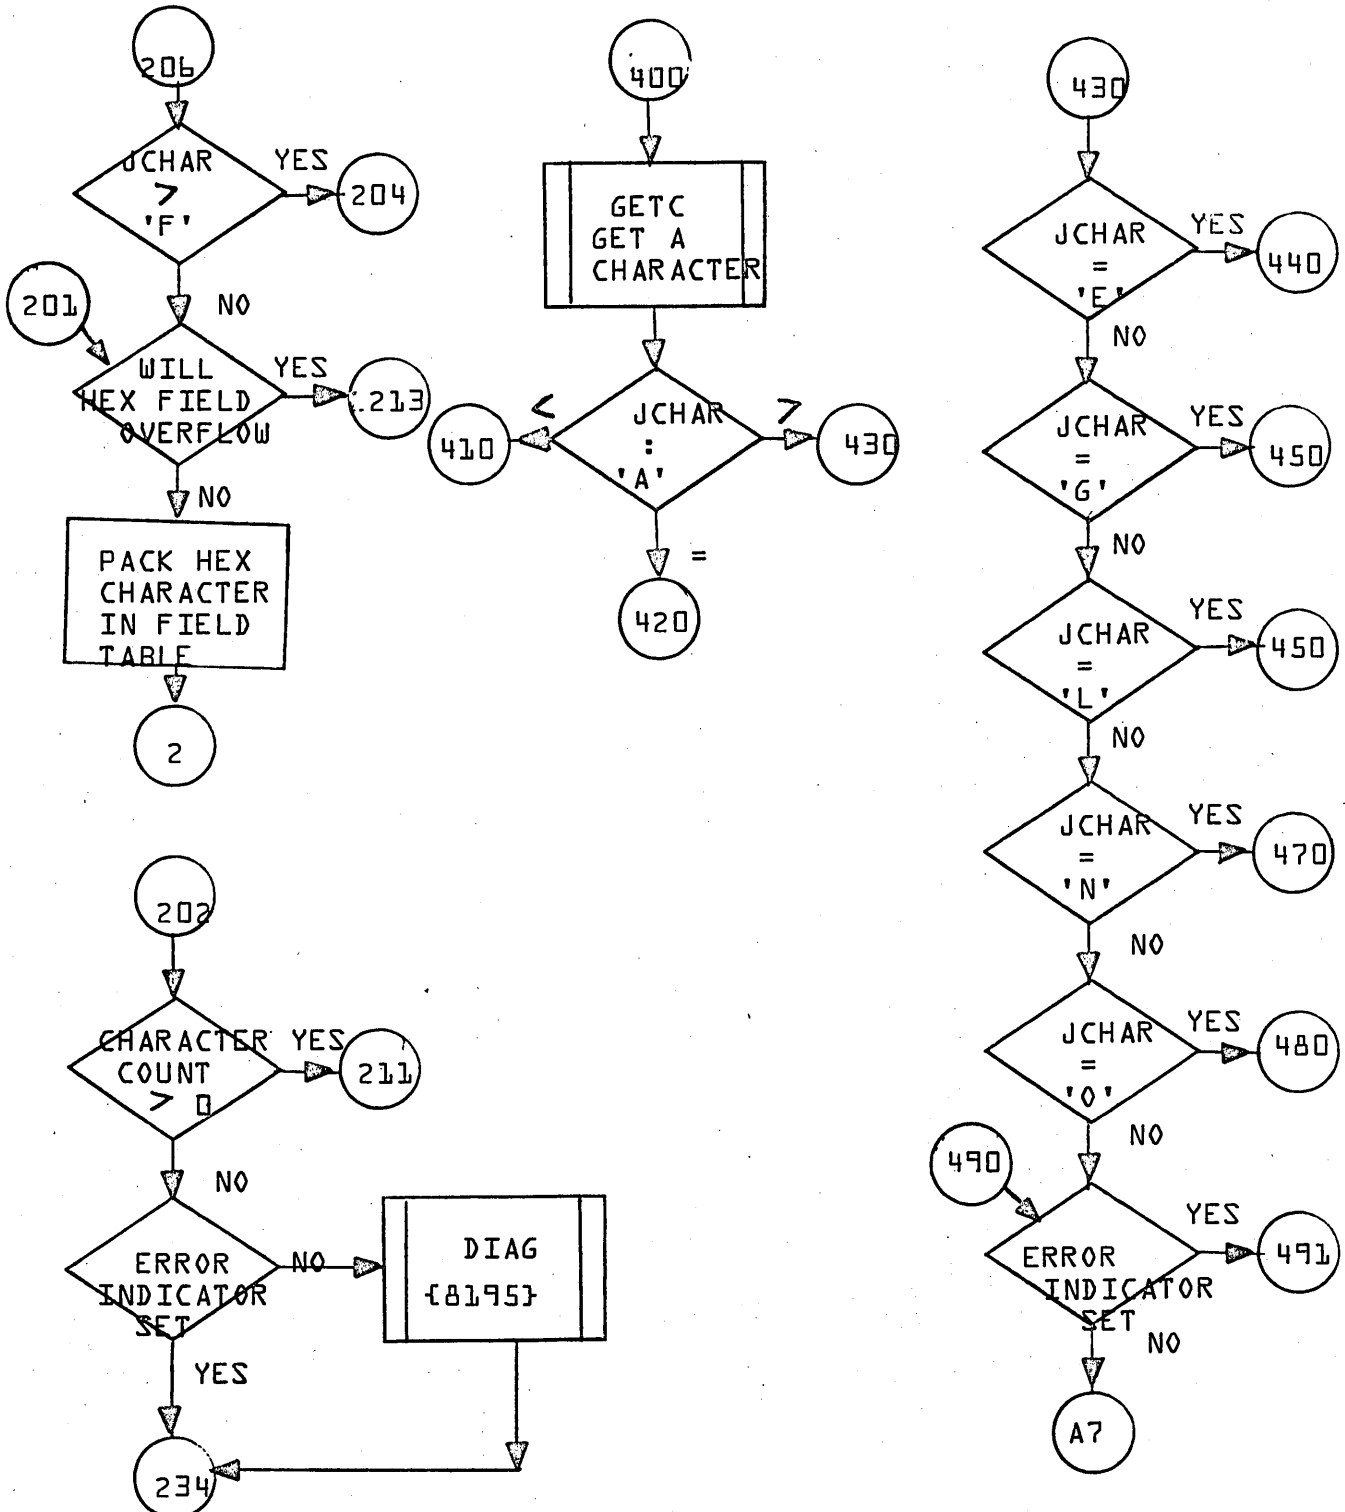 206
JCHAR
>
'F'
YES
204
NO
201
WILL
HEX FIELD
OVERFLOW
YES
213
NO
PACK HEX
CHARACTER
IN FIELD
TABLE
2
202
CHARACTER
COUNT
> 0
YES
211
NO
ERROR
INDICATOR
SET
NO
DIAG
{8195}
YES
234
400
GETC
GET A
CHARACTER
JCHAR
:
'A'
<
410
>
430
=
420
430
JCHAR
=
'E'
YES
440
NO
JCHAR
=
'G'
YES
450
NO
JCHAR
=
'L'
YES
450
NO
JCHAR
=
'N'
YES
470
NO
JCHAR
=
'O'
YES
480
NO
490
ERROR
INDICATOR
SET
YES
491
NO
A7